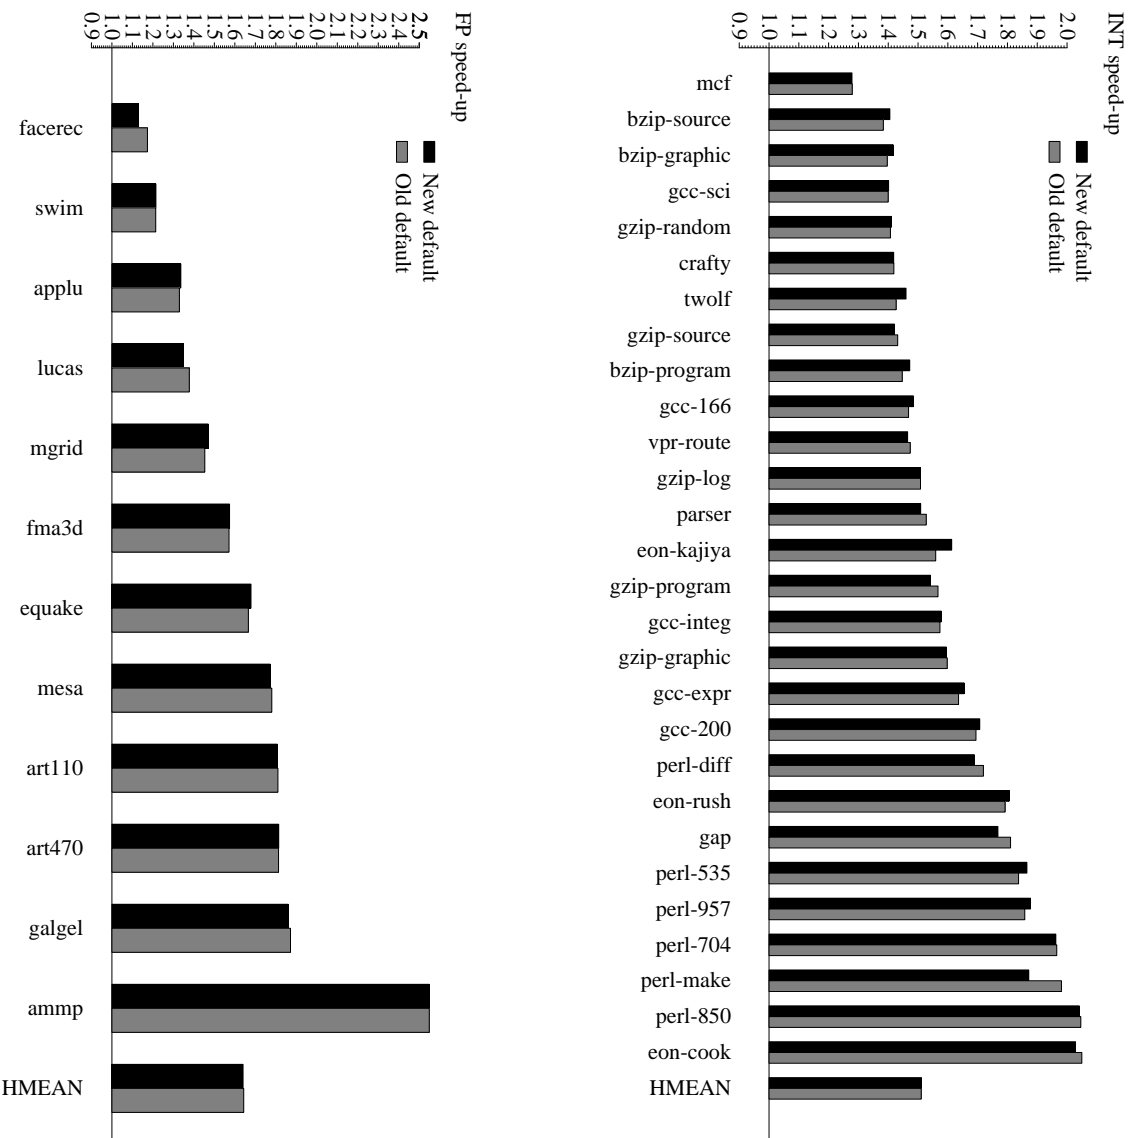 INT speed-up
2.0
1.9
1.8
1.7
1.6
1.5
1.4
1.3
1.2
1.1
1.0
0.9
New default
Old default
mcf
bzip-source
bzip-graphic
gcc-sci
gzip-random
crafty
twolf
gzip-source
bzip-program
gcc-166
vpr-route
gzip-log
parser
eon-kajiya
gzip-program
gcc-integ
gzip-graphic
gcc-expr
gcc-200
perl-diff
eon-rush
gap
perl-535
perl-957
perl-704
perl-make
perl-850
eon-cook
HMEAN
FP speed-up
2.5
2.4
2.3
2.2
2.1
2.0
1.9
1.8
1.7
1.6
1.5
1.4
1.3
1.2
1.1
1.0
0.9
New default
Old default
facerec
swim
applu
lucas
mgrid
fma3d
equake
mesa
art110
art470
galgel
ammp
HMEAN